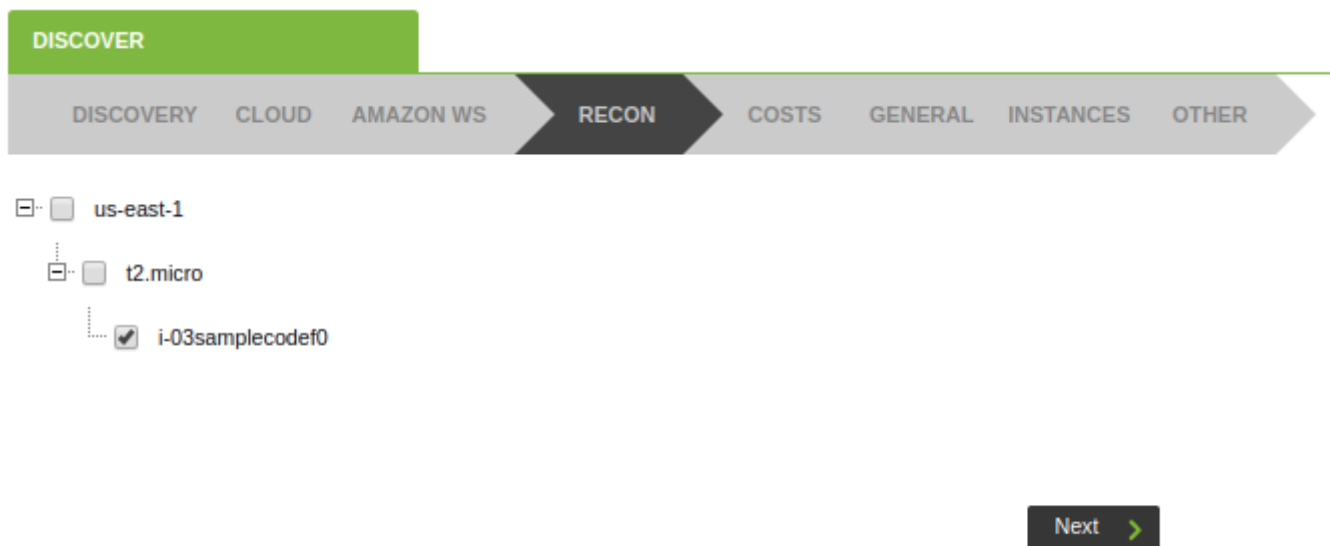 DISCOVER
DISCOVERY CLOUD AMAZON WS RECON COSTS GENERAL INSTANCES OTHER
us-east-1
t2.micro
i-03samplecodef0
Next